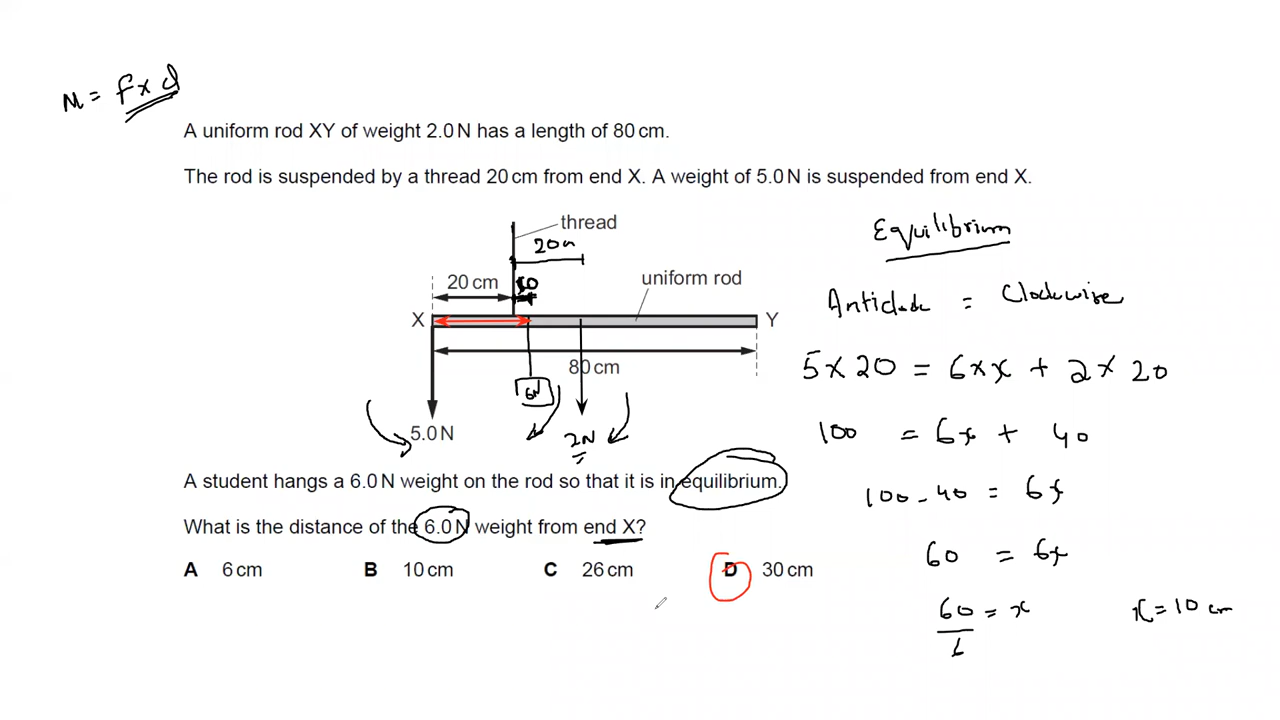 M = F x d
A uniform rod XY of weight 2.0 N has a length of 80 cm.
The rod is suspended by a thread 20 cm from end X. A weight of 5.0 N is suspended from end X.
Equilibrium
thread
20
20 cm
uniform rod
= Clockwise
X
Y
80 cm
5 x 20 = 6 x x + 2 x 20
6N
5.0 N
2N
100 = 6x + 40
A student hangs a 6.0 N weight on the rod so that it is in equilibrium.
100 - 40 = 6x
What is the distance of the 6.0 N weight from end X?
60 = 6x
A 6 cm B 10 cm C 26 cm D 30 cm
60 = x
6
x = 10 cm